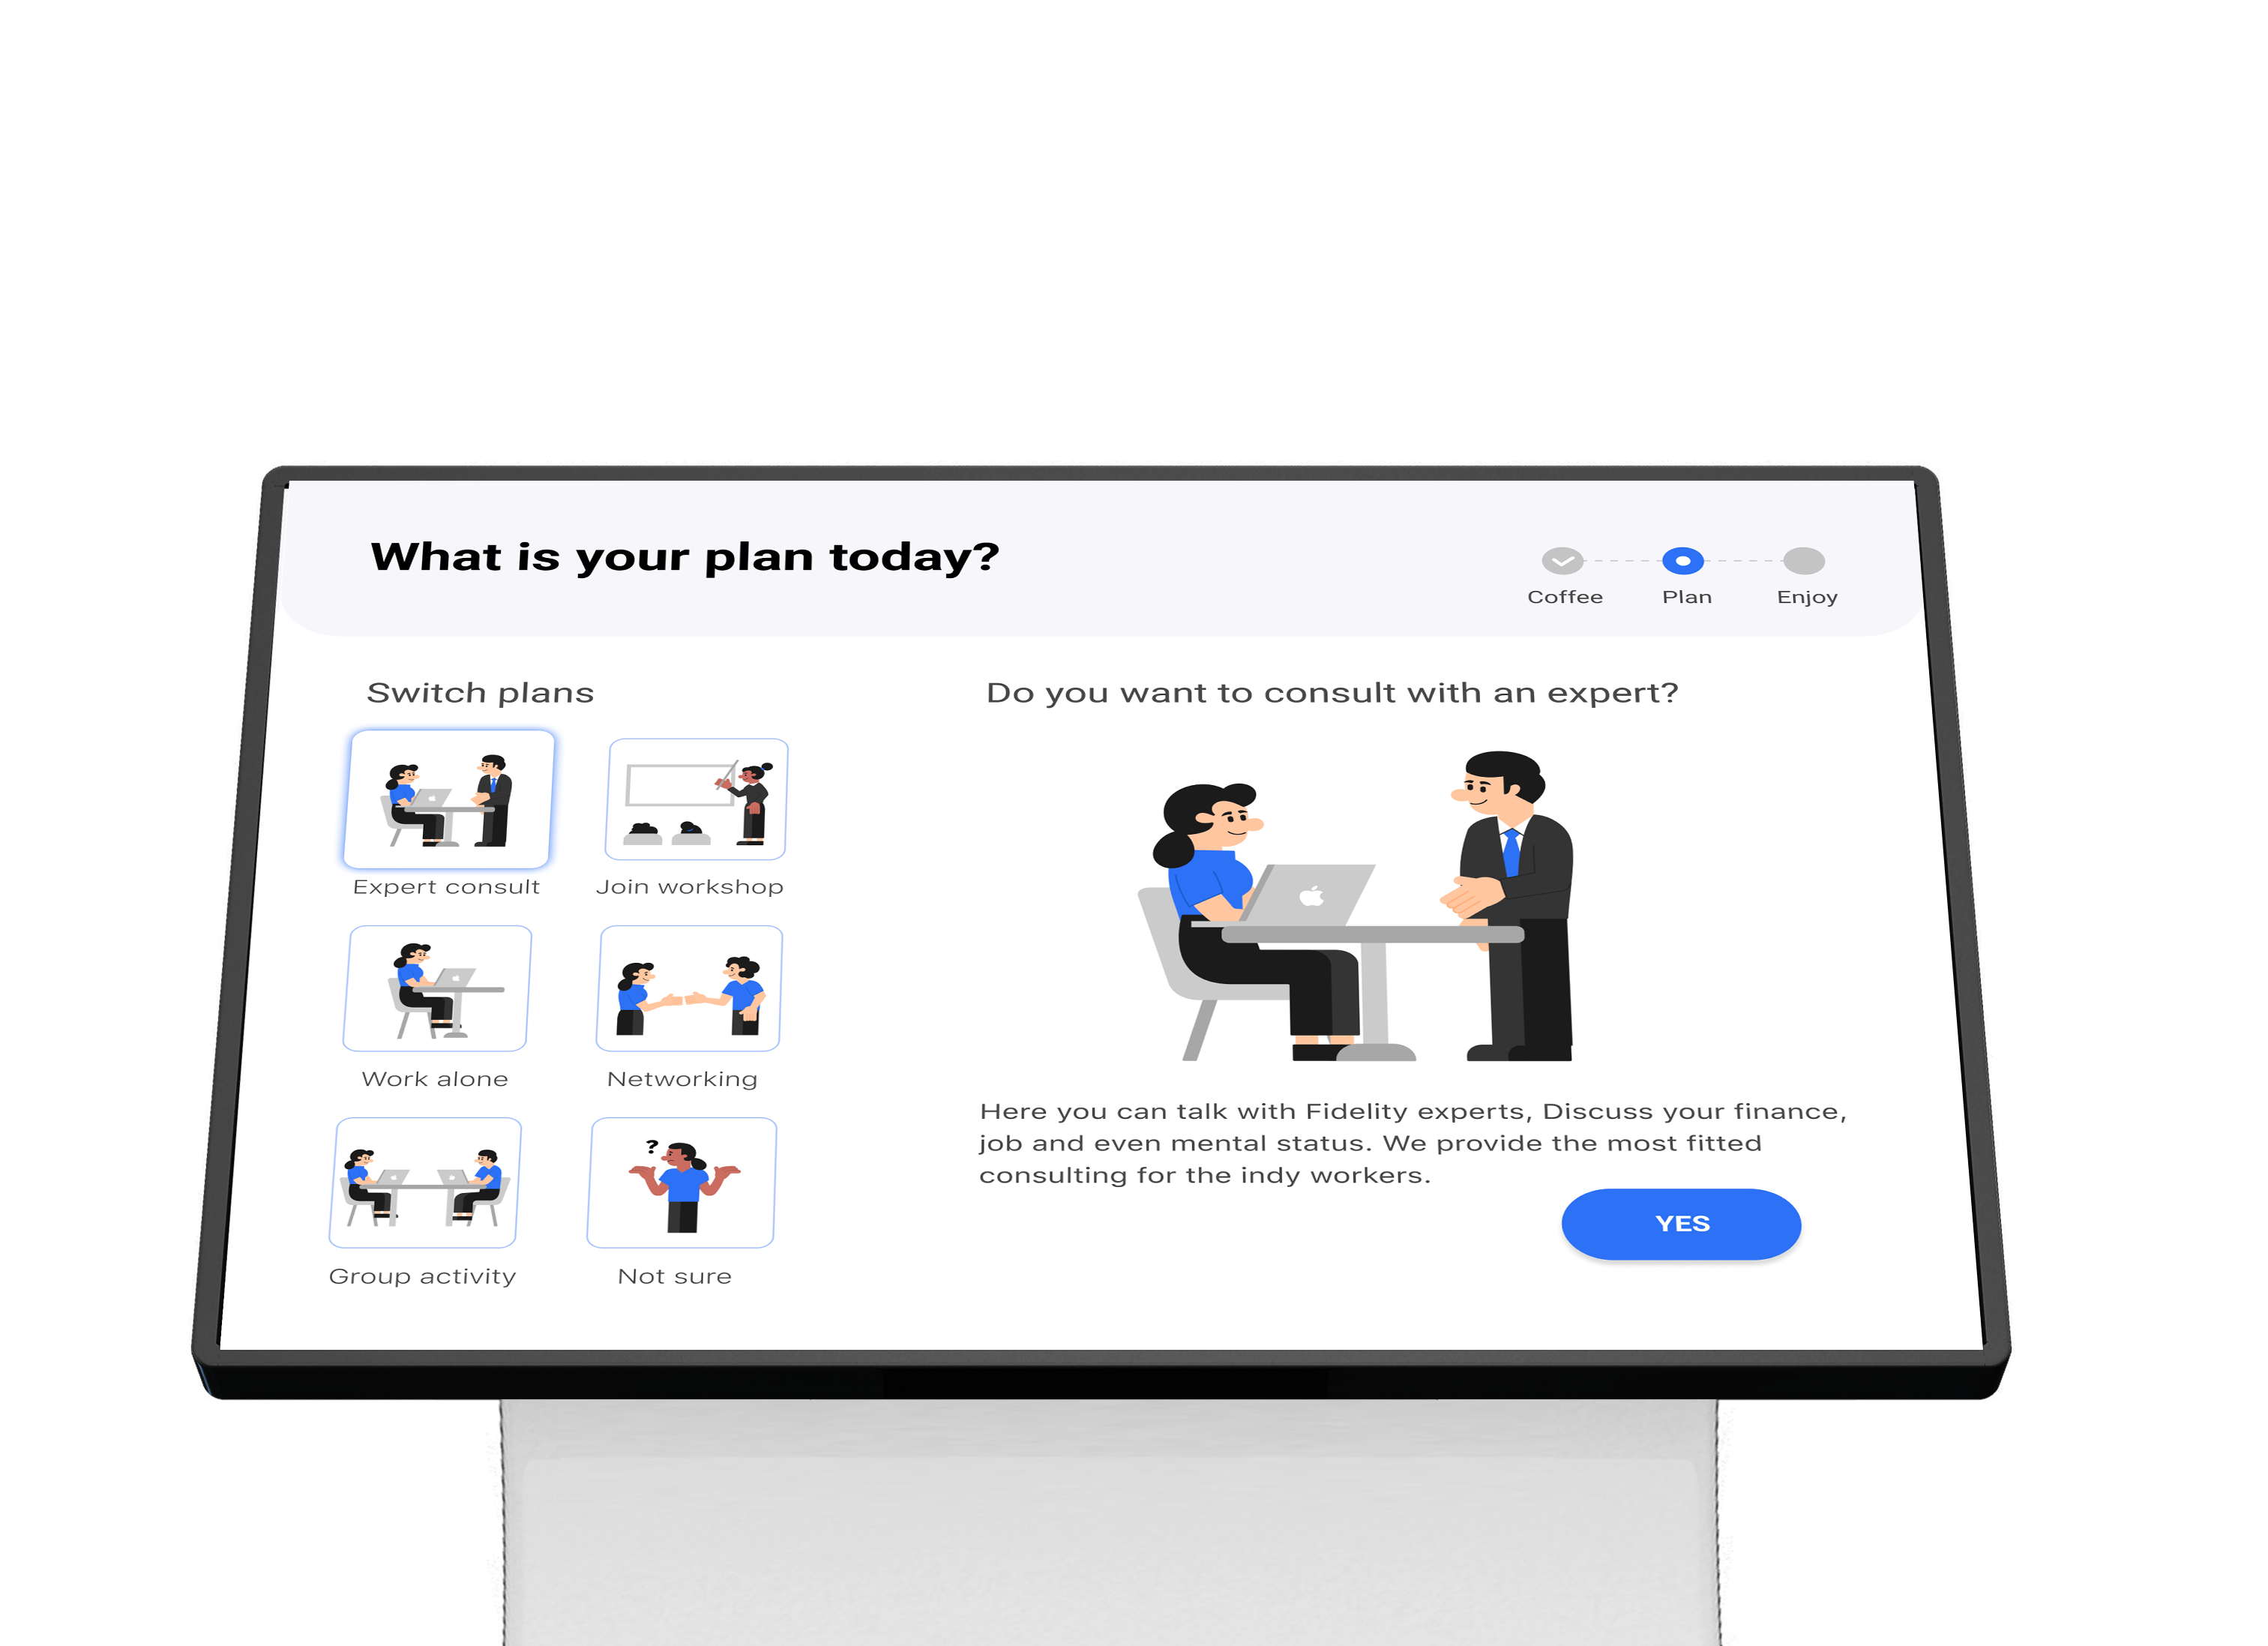 What is your plan today?
Coffee
Plan
Enjoy
Switch plans
Expert consult
Join workshop
Work alone
Networking
?
Group activity
Not sure
Do you want to consult with an expert?
Here you can talk with Fidelity experts, Discuss your finance,
job and even mental status. We provide the most fitted
consulting for the indy workers.
YES